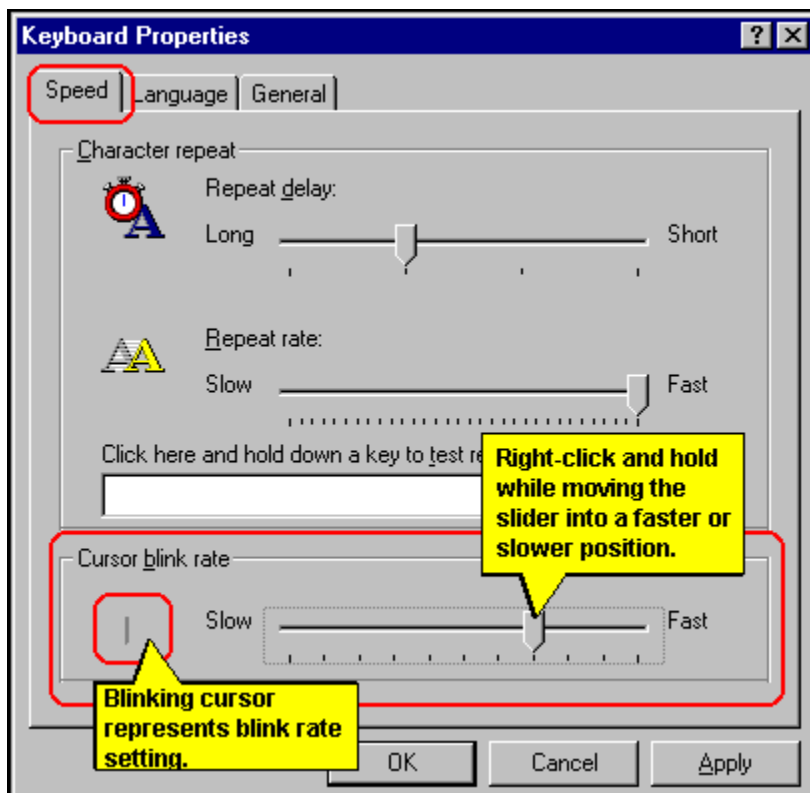 Keyboard Properties
Speed Language General
Character repeat
Repeat delay:
Long Short
Repeat rate:
Slow Fast
Click here and hold down a key to test re
Right-click and hold
while moving the
slider into a faster or
slower position.
Cursor blink rate
Slow Fast
Blinking cursor
represents blink rate
setting.
OK Cancel Apply